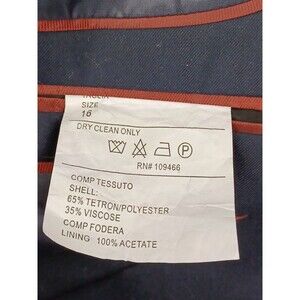 TAGLIA
SIZE
16
DRY CLEAN ONLY
P
RN# 109466
COMP TESSUTO
SHELL:
65% TETRON/POLYESTER
35% VISCOSE
COMP FODERA
LINING 100% ACETATE